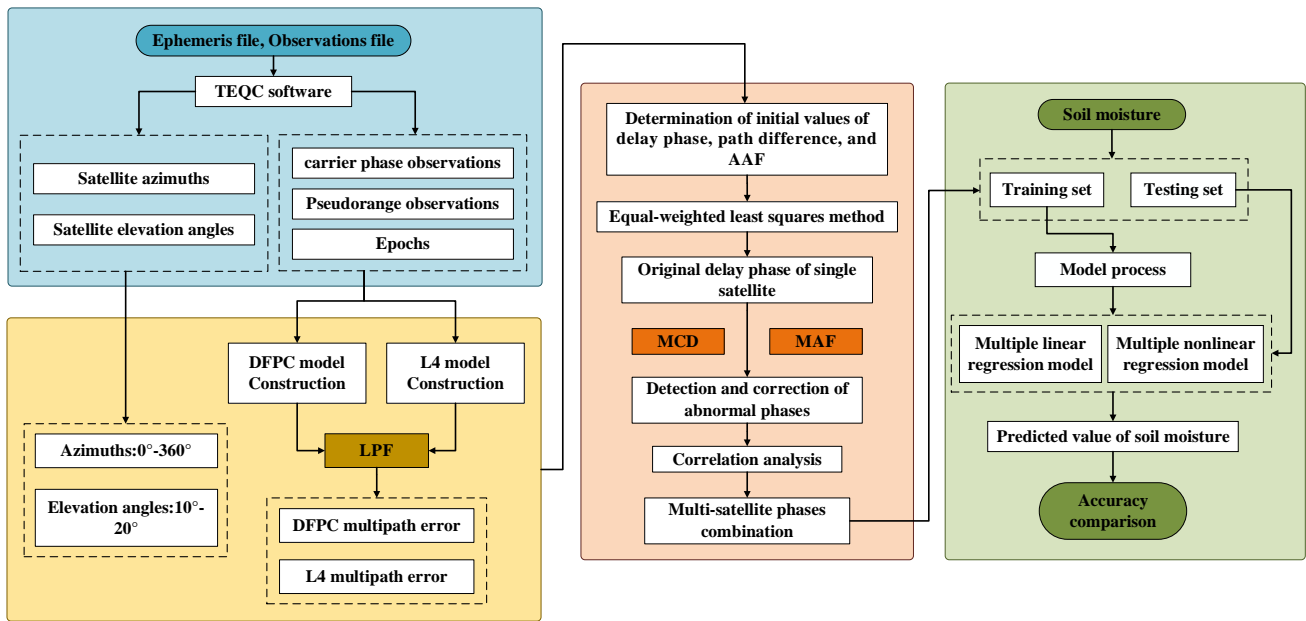 Ephemeris file, Observations file
TEQC software
Satellite azimuths
Satellite elevation angles
carrier phase observations
Pseudorange observations
Epochs
DFPC model
Construction
L4 model
Construction
LPF
Azimuths:0°-360°
Elevation angles:10°-
20°
DFPC multipath error
L4 multipath error
Determination of initial values of
delay phase, path difference, and
AAF
Equal-weighted least squares method
Original delay phase of single
satellite
MCD
MAF
Detection and correction of
abnormal phases
Correlation analysis
Multi-satellite phases
combination
Soil moisture
Training set
Testing set
Model process
Multiple linear
regression model
Multiple nonlinear
regression model
Predicted value of soil moisture
Accuracy
comparison